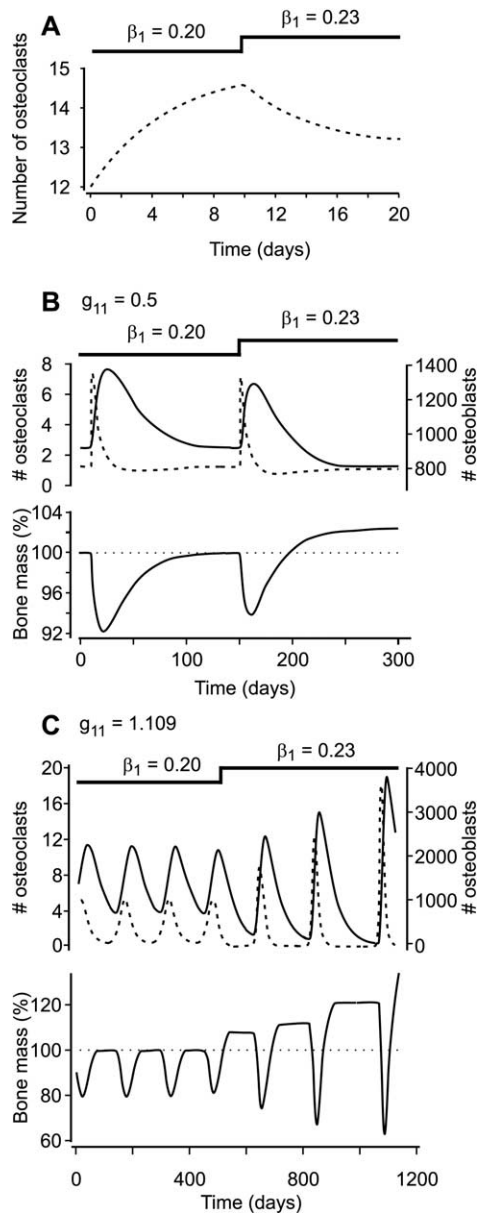 A
β1 = 0.20
β1 = 0.23
Number of osteoclasts
15
14
13
12
0 4 8 12 16 20
Time (days)
B g11 = 0.5
β1 = 0.20
β1 = 0.23
# osteoclasts
8
6
4
2
0
1400
1200
1000
800
# osteoblasts
Bone mass (%)
104
100
96
92
0 100 200 300
Time (days)
C g11 = 1.109
β1 = 0.20
β1 = 0.23
# osteoclasts
20
16
12
8
4
0
4000
3000
2000
1000
0
# osteoblasts
Bone mass (%)
120
100
80
60
0 400 800 1200
Time (days)